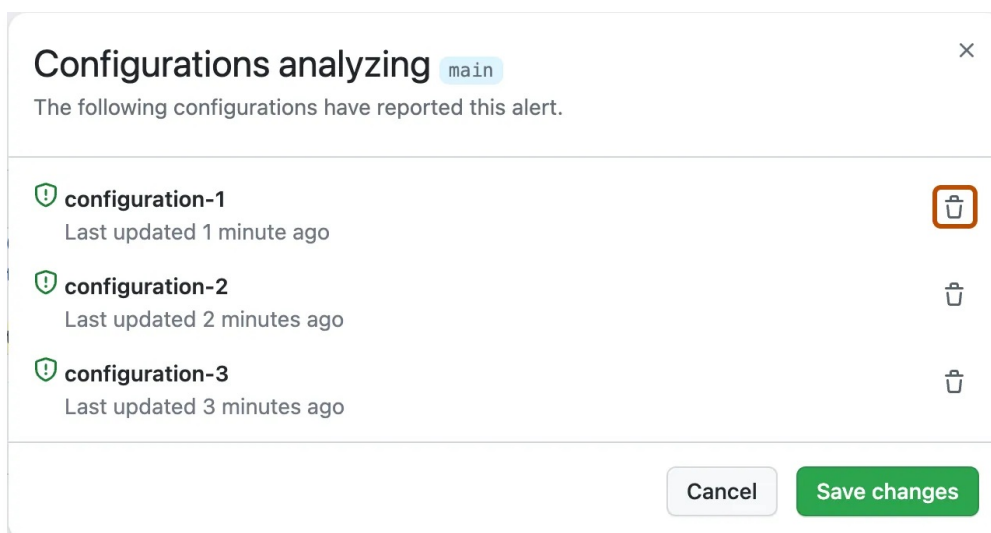 Configurations analyzing main
The following configurations have reported this alert.
configuration-1
Last updated 1 minute ago
configuration-2
Last updated 2 minutes ago
configuration-3
Last updated 3 minutes ago
Cancel Save changes